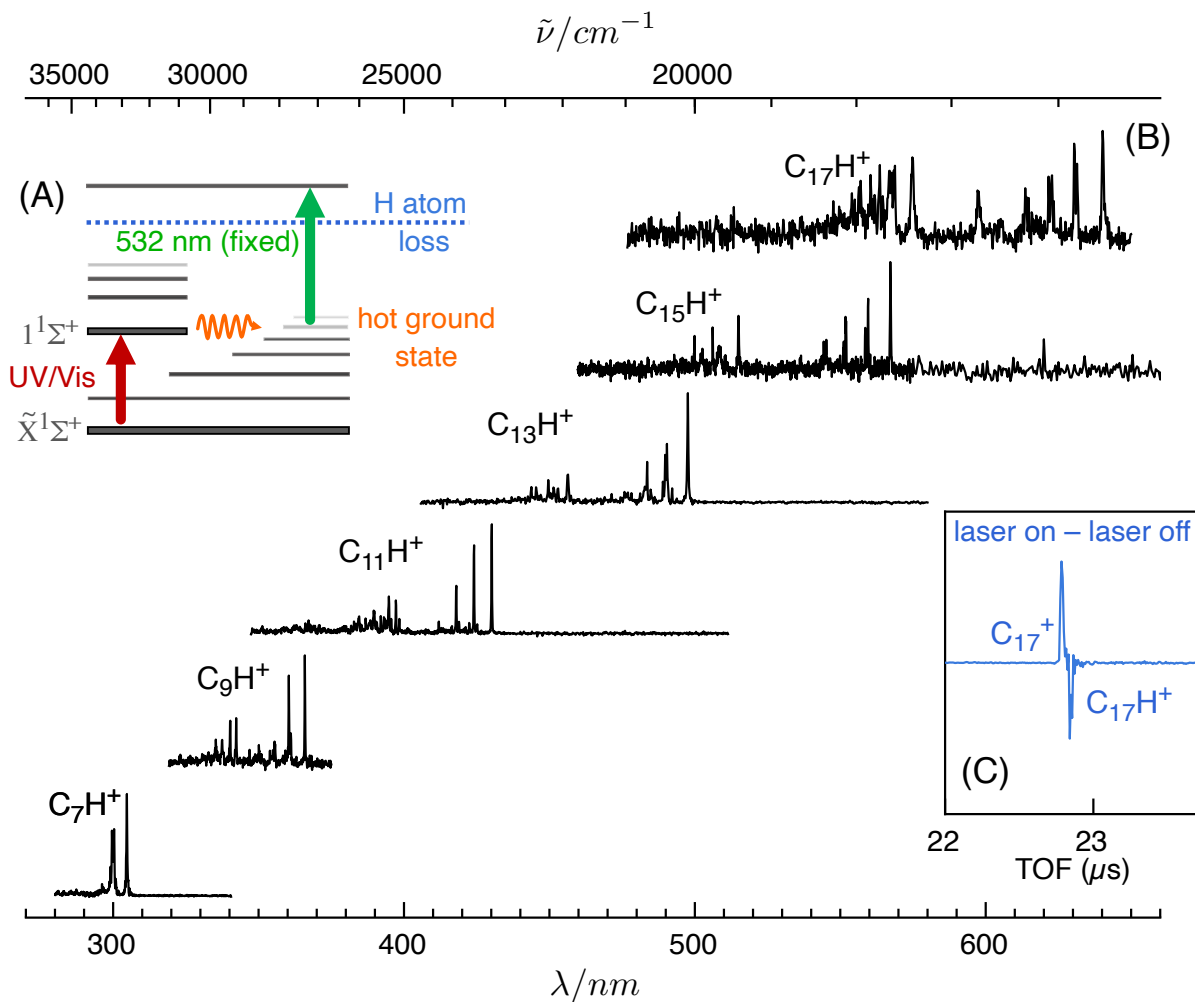 ν̃/cm⁻¹
35000 30000 25000 20000
(A)
(B)
H atom
loss
532 nm (fixed)
1¹Σ⁺
hot ground
state
UV/Vis
X̃¹Σ⁺
C₁₇H⁺
C₁₅H⁺
C₁₃H⁺
C₁₁H⁺
C₉H⁺
C₇H⁺
laser on – laser off
C₁₇⁺
C₁₇H⁺
(C)
22 23
TOF (µs)
300 400 500 600
λ/nm